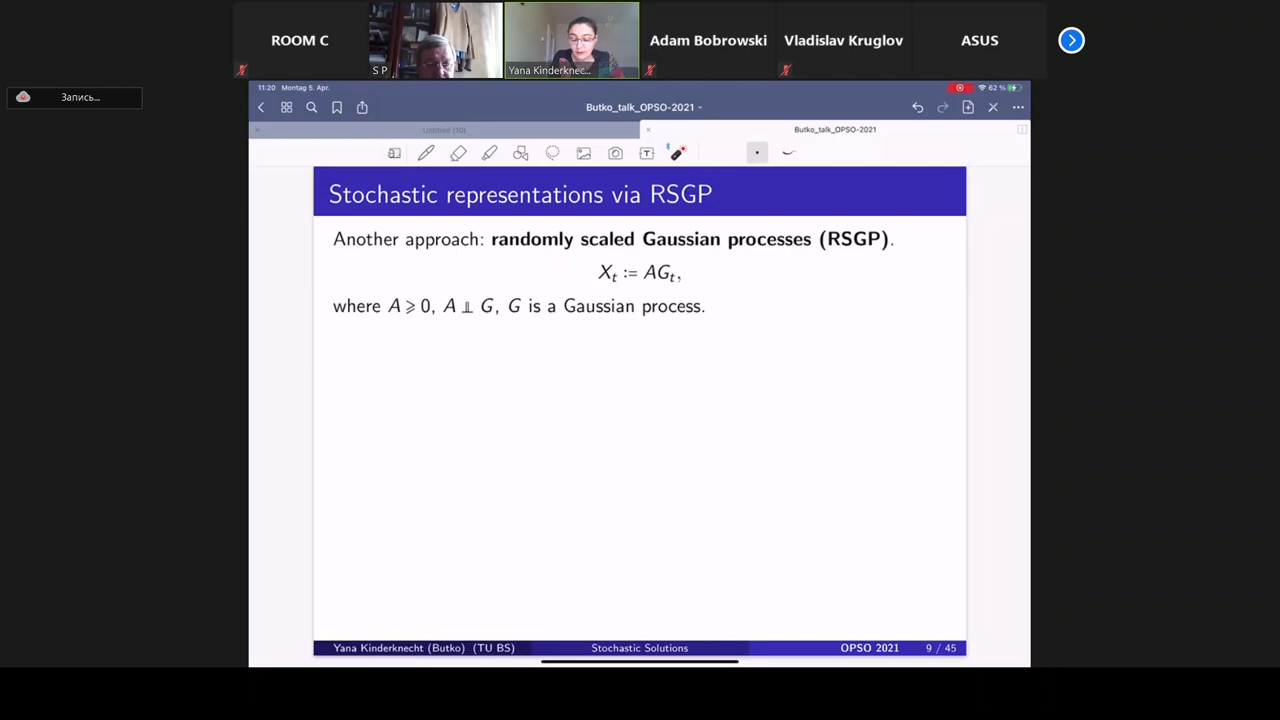 ROOM C
S P
Yana Kinderknec...
Adam Bobrowski
Vladislav Kruglov
ASUS
Запись...
11:20 Montag 5. Apr.
62 %
Butko_talk_OPSO-2021
Untitled (10)
Butko_talk_OPSO-2021
Stochastic representations via RSGP
Another approach: randomly scaled Gaussian processes (RSGP).
X_t := AG_t,
where A ⩾ 0, A ⫫ G, G is a Gaussian process.
Yana Kinderknecht (Butko) (TU BS) Stochastic Solutions OPSO 2021 9 / 45